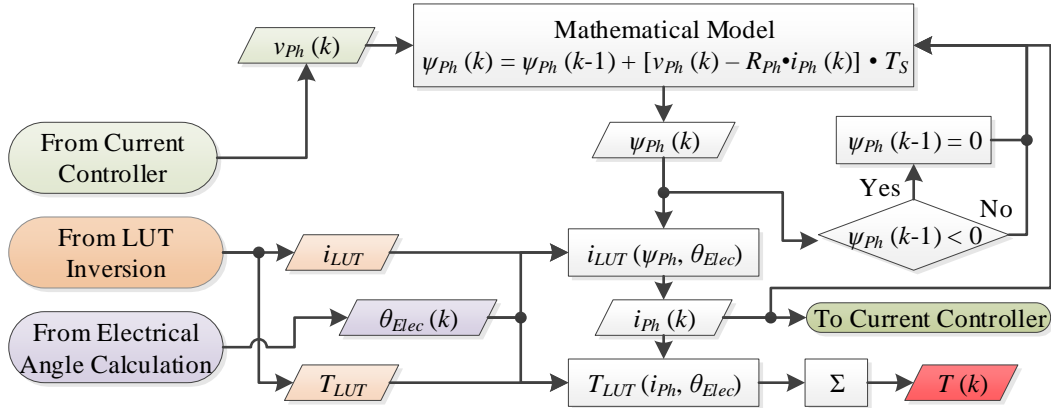 Mathematical Model
ψPh (k) = ψPh (k-1) + [vPh (k) – RPh•iPh (k)] • TS
vPh (k)
From Current
Controller
ψPh (k)
ψPh (k-1) = 0
Yes
No
ψPh (k-1) < 0
From LUT
Inversion
iLUT
iLUT (ψPh, θElec)
From Electrical
Angle Calculation
θElec (k)
iPh (k)
To Current Controller
TLUT
TLUT (iPh, θElec)
Σ
T (k)